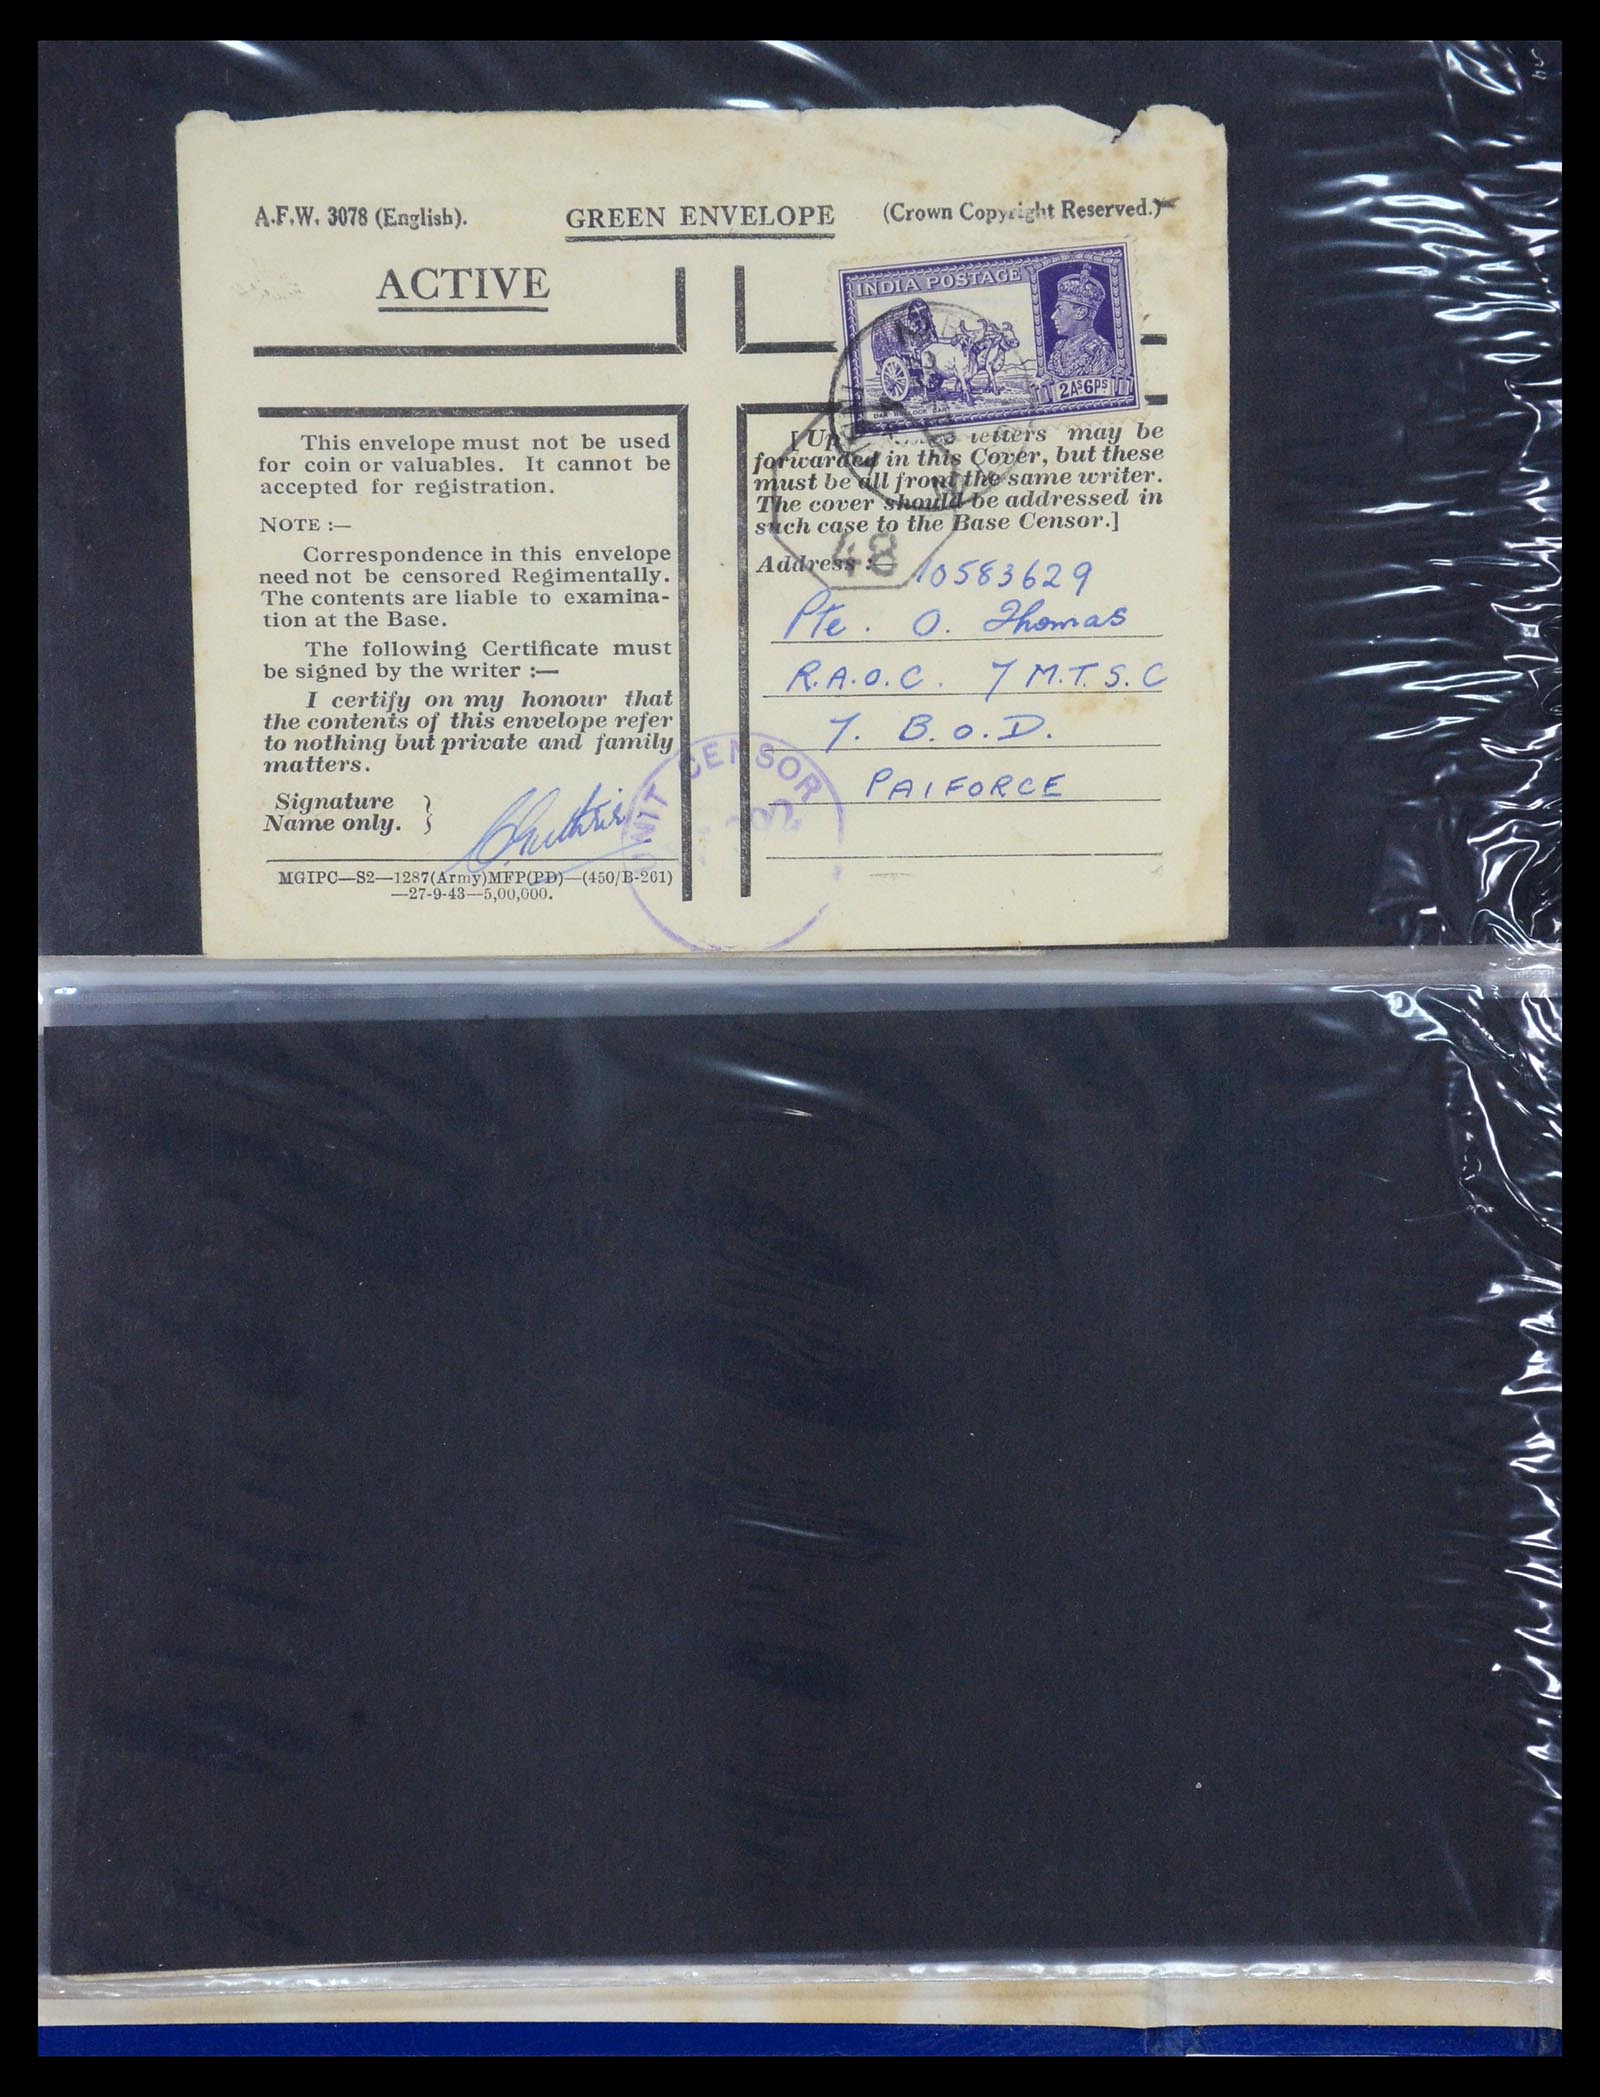 A.F.W. 3078 (English).
GREEN ENVELOPE
(Crown Copyright Reserved.)
ACTIVE
INDIA POSTAGE
2As6Ps
This envelope must not be used
for coin or valuables. It cannot be
accepted for registration.
NOTE :—
Correspondence in this envelope
need not be censored Regimentally.
The contents are liable to examina-
tion at the Base.
The following Certificate must
be signed by the writer :—
I certify on my honour that
the contents of this envelope refer
to nothing but private and family
matters.
Signature
Name only.
C Guthrie
MGIPC—S2—1287(Army)MFP(PD)—(450/B-261)
—27-9-43—5,00,000.
[Up letters may be
forwarded in this Cover, but these
must be all from the same writer.
The cover should be addressed in
such case to the Base Censor.]
48
Address :— 10583629
Pte. O. Thomas
R.A.O.C. 7 M.T.S.C
7. B.O.D.
PAIFORCE
UNIT CENSOR